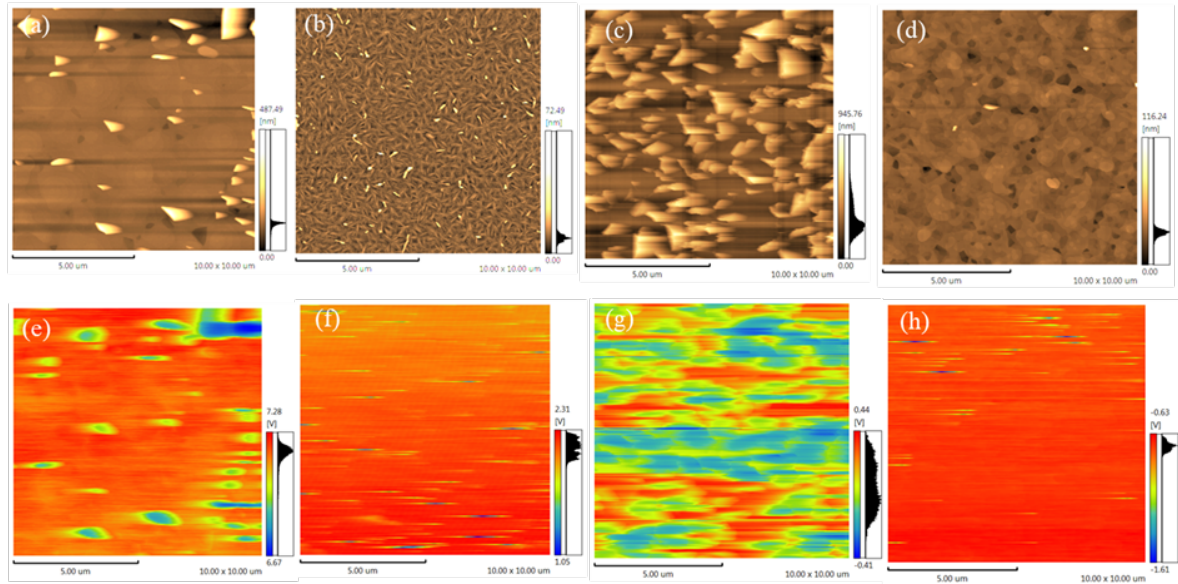 (a)
487.49
[nm]
0.00
5.00 um
10.00 x 10.00 um
(b)
72.49
[nm]
0.00
5.00 um
10.00 x 10.00 um
(c)
945.76
[nm]
0.00
5.00 um
10.00 x 10.00 um
(d)
116.24
[nm]
0.00
5.00 um
10.00 x 10.00 um
(e)
7.28
[V]
6.67
5.00 um
10.00 x 10.00 um
(f)
2.31
[V]
1.05
5.00 um
10.00 x 10.00 um
(g)
0.44
[V]
-0.41
5.00 um
10.00 x 10.00 um
(h)
-0.63
[V]
-1.61
5.00 um
10.00 x 10.00 um